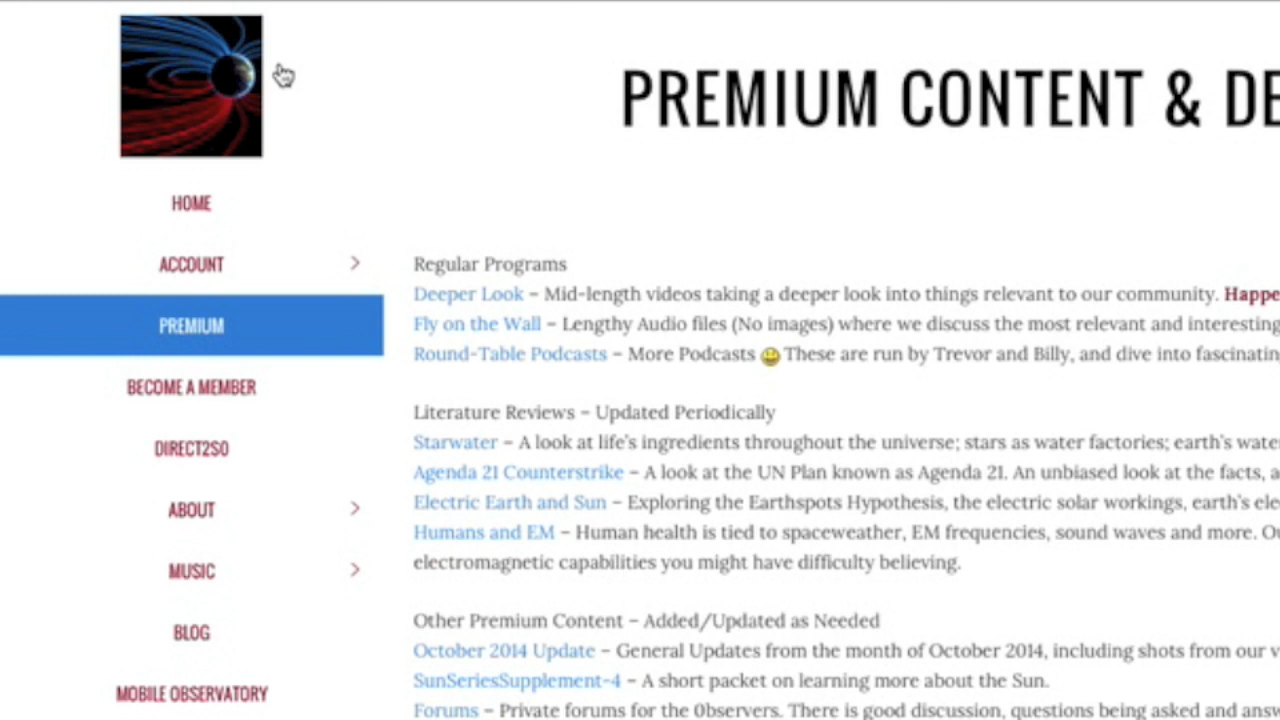 PREMIUM CONTENT & DE
HOME
ACCOUNT
PREMIUM
BECOME A MEMBER
DIRECT2SO
ABOUT
MUSIC
BLOG
MOBILE OBSERVATORY
Regular Programs
Deeper Look – Mid-length videos taking a deeper look into things relevant to our community. Happe
Fly on the Wall – Lengthy Audio files (No images) where we discuss the most relevant and interesting
Round-Table Podcasts – More Podcasts These are run by Trevor and Billy, and dive into fascinatin
Literature Reviews – Updated Periodically
Starwater – A look at life's ingredients throughout the universe; stars as water factories; earth's wate
Agenda 21 Counterstrike – A look at the UN Plan known as Agenda 21. An unbiased look at the facts, a
Electric Earth and Sun – Exploring the Earthspots Hypothesis, the electric solar workings, earth's ele
Humans and EM – Human health is tied to spaceweather, EM frequencies, sound waves and more. Ou
electromagnetic capabilities you might have difficulty believing.
Other Premium Content – Added/Updated as Needed
October 2014 Update – General Updates from the month of October 2014, including shots from our v
SunSeriesSupplement-4 – A short packet on learning more about the Sun.
Forums – Private forums for the 0bservers. There is good discussion, questions being asked and answ